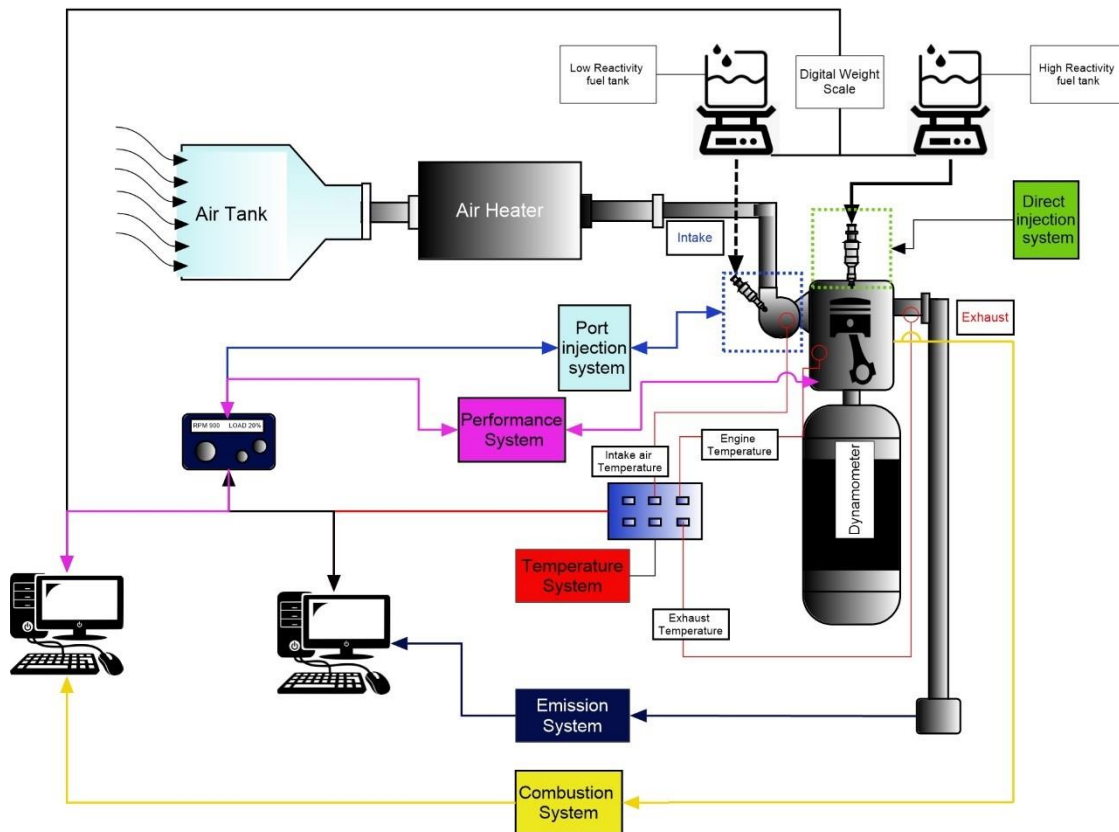 Low Reactivity
fuel tank
Digital Weight
Scale
High Reactivity
fuel tank
Air Tank
Air Heater
Intake
Direct
injection
system
Exhaust
Port
injection
system
Performance
System
RPM 900 LOAD 20%
Intake air
Temperature
Engine
Temperature
Dynamometer
Temperature
System
Exhaust
Temperature
Emission
System
Combustion
System